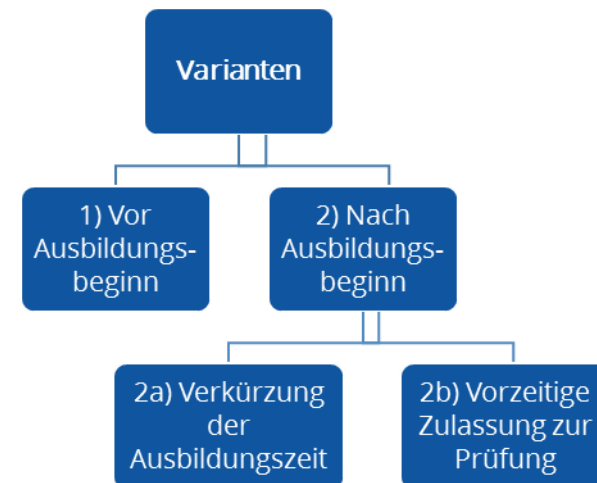 Varianten
1) Vor
Ausbildungs-
beginn
2) Nach
Ausbildungs-
beginn
2a) Verkürzung
der
Ausbildungszeit
2b) Vorzeitige
Zulassung zur
Prüfung